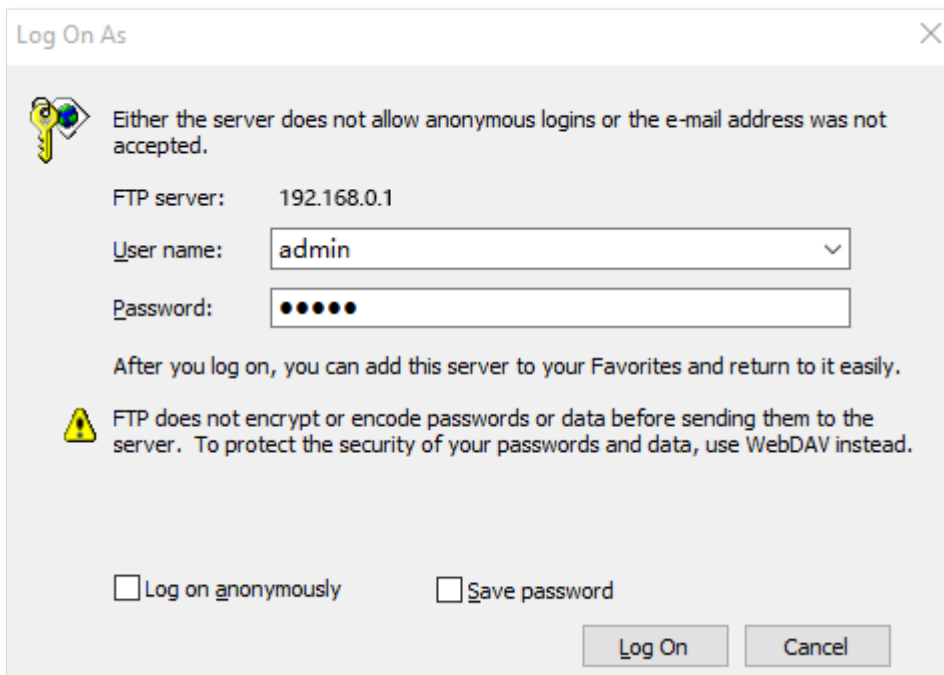 Log On As
Either the server does not allow anonymous logins or the e-mail address was not
accepted.
FTP server: 192.168.0.1
User name: admin
Password: ●●●●●
After you log on, you can add this server to your Favorites and return to it easily.
FTP does not encrypt or encode passwords or data before sending them to the
server.  To protect the security of your passwords and data, use WebDAV instead.
Log on anonymously Save password
Log On Cancel